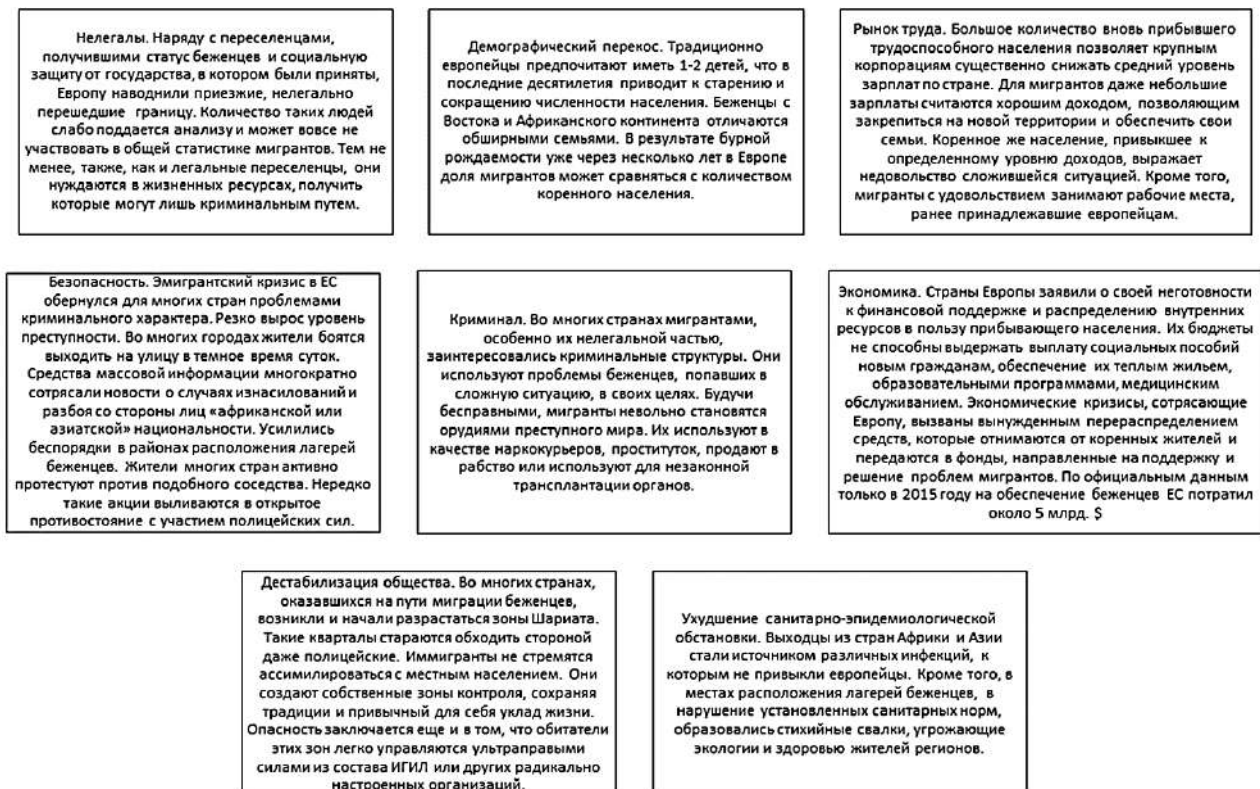 Нелегалы. Наряду с переселенцами,
получившими статус беженцев и социальную
защиту от государства, в котором были приняты,
Европу наводнили приезжие, нелегально
перешедшие границу. Количество таких людей
слабо поддается анализу и может вовсе не
участвовать в общей статистике мигрантов. Тем не
менее, также, как и легальные переселенцы, они
нуждаются в жизненных ресурсах, получить
которые могут лишь криминальным путем.
Демографический перекос. Традиционно
европейцы предпочитают иметь 1-2 детей, что в
последние десятилетия приводит к старению и
сокращению численности населения. Беженцы с
Востока и Африканского континента отличаются
обширными семьями. В результате бурной
рождаемости уже через несколько лет в Европе
доля мигрантов может сравняться с количеством
коренного населения.
Рынок труда. Большое количество вновь прибывшего
трудоспособного населения позволяет крупным
корпорациям существенно снижать средний уровень
зарплат по стране. Для мигрантов даже небольшие
зарплаты считаются хорошим доходом, позволяющим
закрепиться на новой территории и обеспечить свои
семьи. Коренное же население, привыкшее к
определенному уровню доходов, выражает
недовольство сложившейся ситуацией. Кроме того,
мигранты с удовольствием занимают рабочие места,
ранее принадлежавшие европейцам.
Безопасность. Эмигрантский кризис в ЕС
обернулся для многих стран проблемами
криминального характера. Резко вырос уровень
преступности. Во многих городах жители боятся
выходить на улицу в темное время суток.
Средства массовой информации многократно
сотрясали новости о случаях изнасилований и
разбоя со стороны лиц «африканской или
азиатской» национальности. Усилились
беспорядки в районах расположения лагерей
беженцев. Жители многих стран активно
протестуют против подобного соседства. Нередко
такие акции выливаются в открытое
противостояние с участием полицейских сил.
Криминал. Во многих странах мигрантами,
особенно их нелегальной частью,
заинтересовались криминальные структуры. Они
используют проблемы беженцев, попавших в
сложную ситуацию, в своих целях. Будучи
бесправными, мигранты невольно становятся
орудиями преступного мира. Их используют в
качестве наркокурьеров, проституток, продают в
рабство или используют для незаконной
трансплантации органов.
Экономика. Страны Европы заявили о своей неготовности
к финансовой поддержке и распределению внутренних
ресурсов в пользу прибывающего населения. Их бюджеты
не способны выдержать выплату социальных пособий
новым гражданам, обеспечение их теплым жильем,
образовательными программами, медицинским
обслуживанием. Экономические кризисы, сотрясающие
Европу, вызваны вынужденным перераспределением
средств, которые отнимаются от коренных жителей и
передаются в фонды, направленные на поддержку и
решение проблем мигрантов. По официальным данным
только в 2015 году на обеспечение беженцев ЕС потратил
около 5 млрд. $
Дестабилизация общества. Во многих странах,
оказавшихся на пути миграции беженцев,
возникли и начали разрастаться зоны Шариата.
Такие кварталы стараются обходить стороной
даже полицейские. Иммигранты не стремятся
ассимилироваться с местным населением. Они
создают собственные зоны контроля, сохраняя
традиции и привычный для себя уклад жизни.
Опасность заключается еще и в том, что обитатели
этих зон легко управляются ультраправыми
силами из состава ИГИЛ или других радикально
настроенных организаций.
Ухудшение санитарно-эпидемиологической
обстановки. Выходцы из стран Африки и Азии
стали источником различных инфекций, к
которым не привыкли европейцы. Кроме того, в
местах расположения лагерей беженцев, в
нарушение установленных санитарных норм,
образовались стихийные свалки, угрожающие
экологии и здоровью жителей регионов.